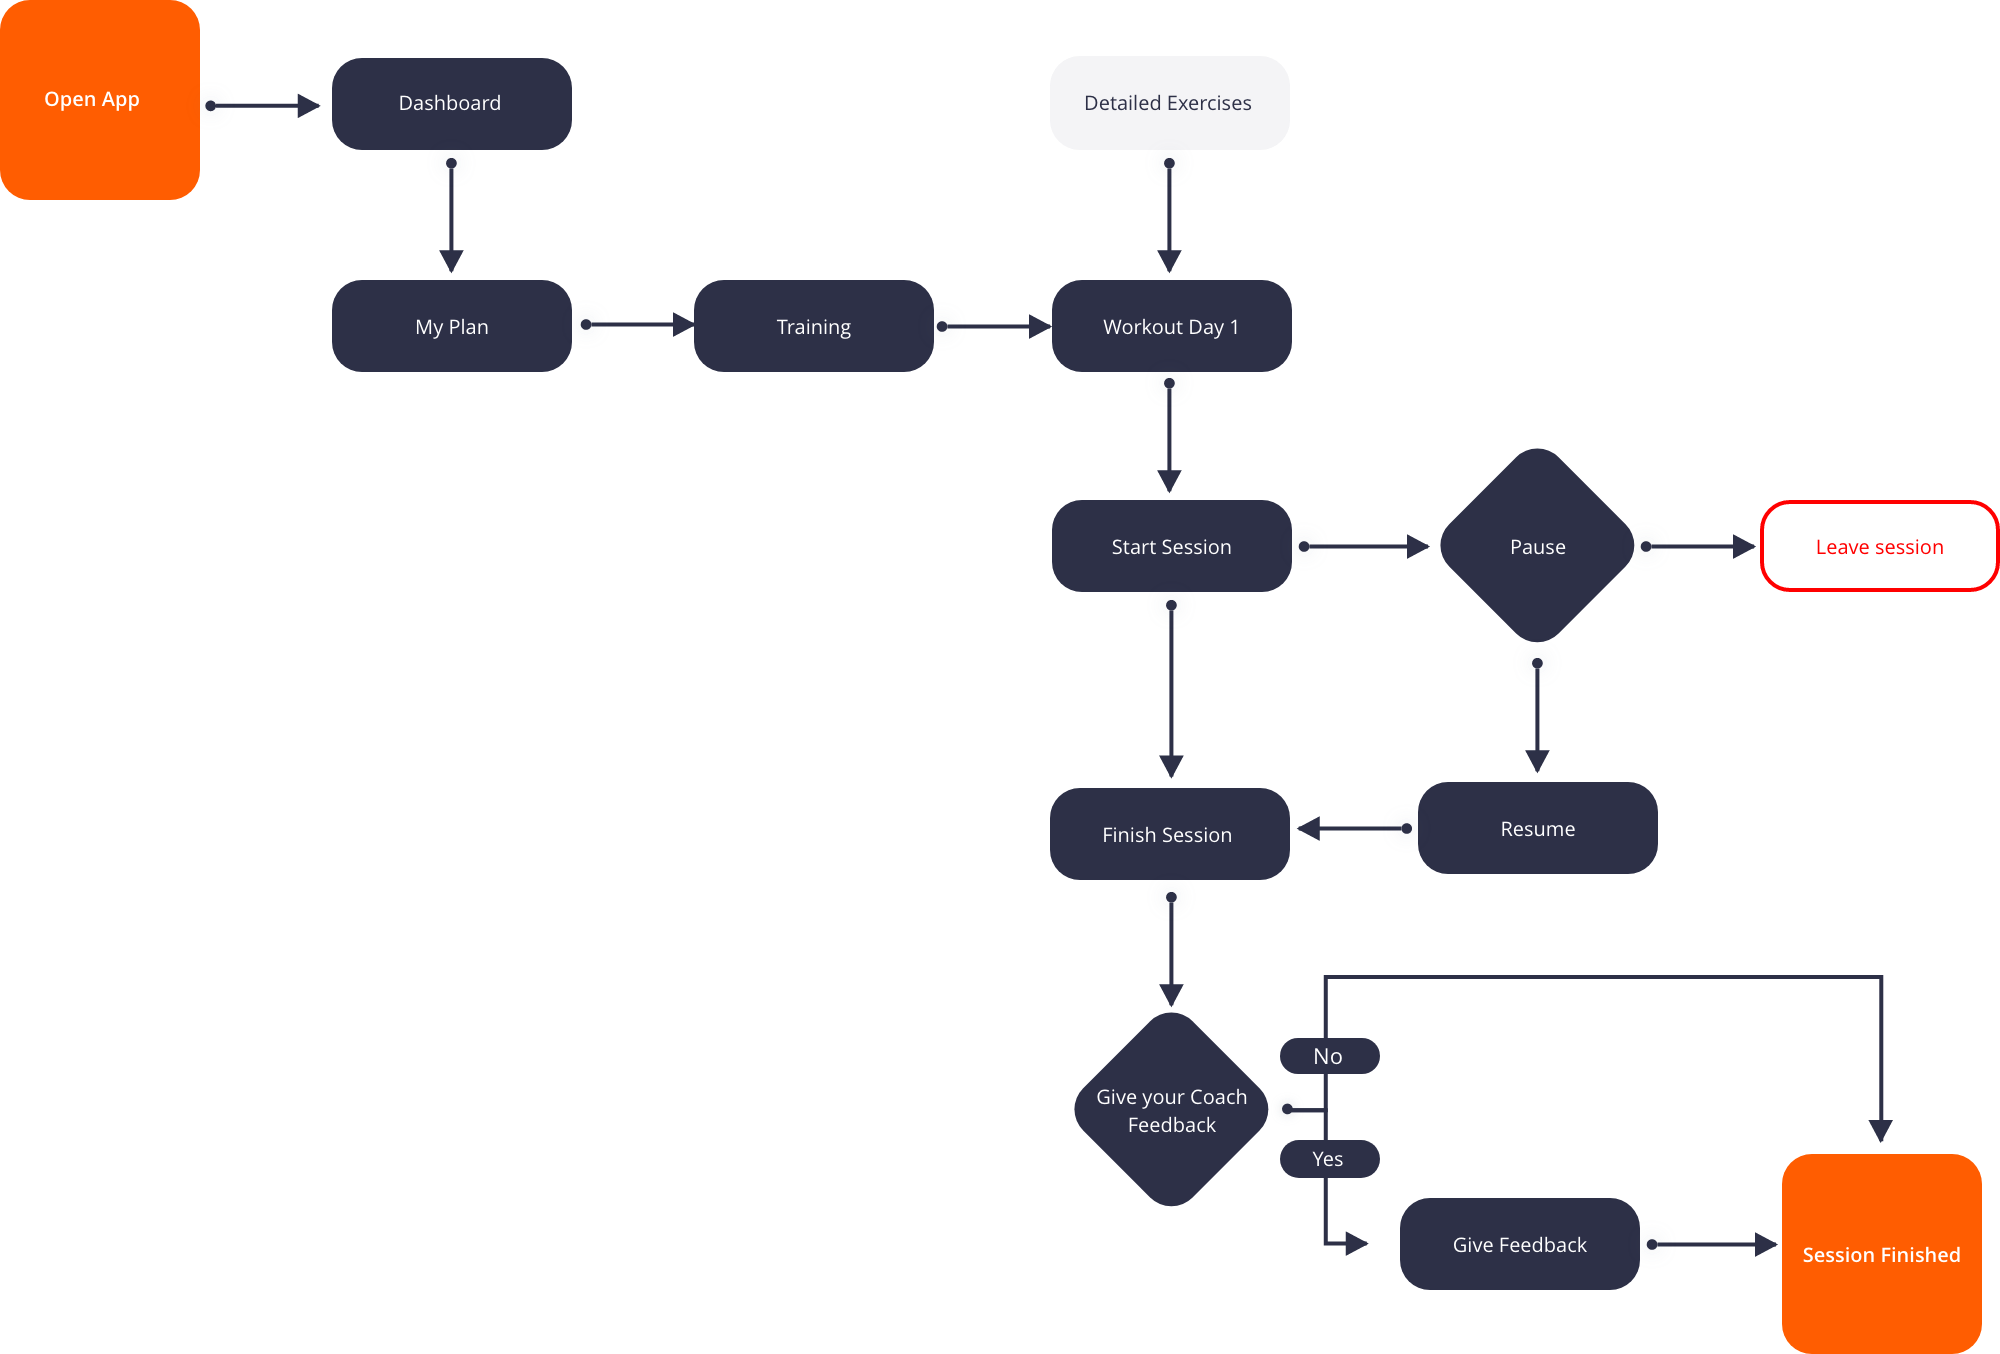 Open App
Dashboard
Detailed Exercises
My Plan
Training
Workout Day 1
Start Session
Pause
Leave session
Finish Session
Resume
No
Give your Coach
Feedback
Yes
Give Feedback
Session Finished